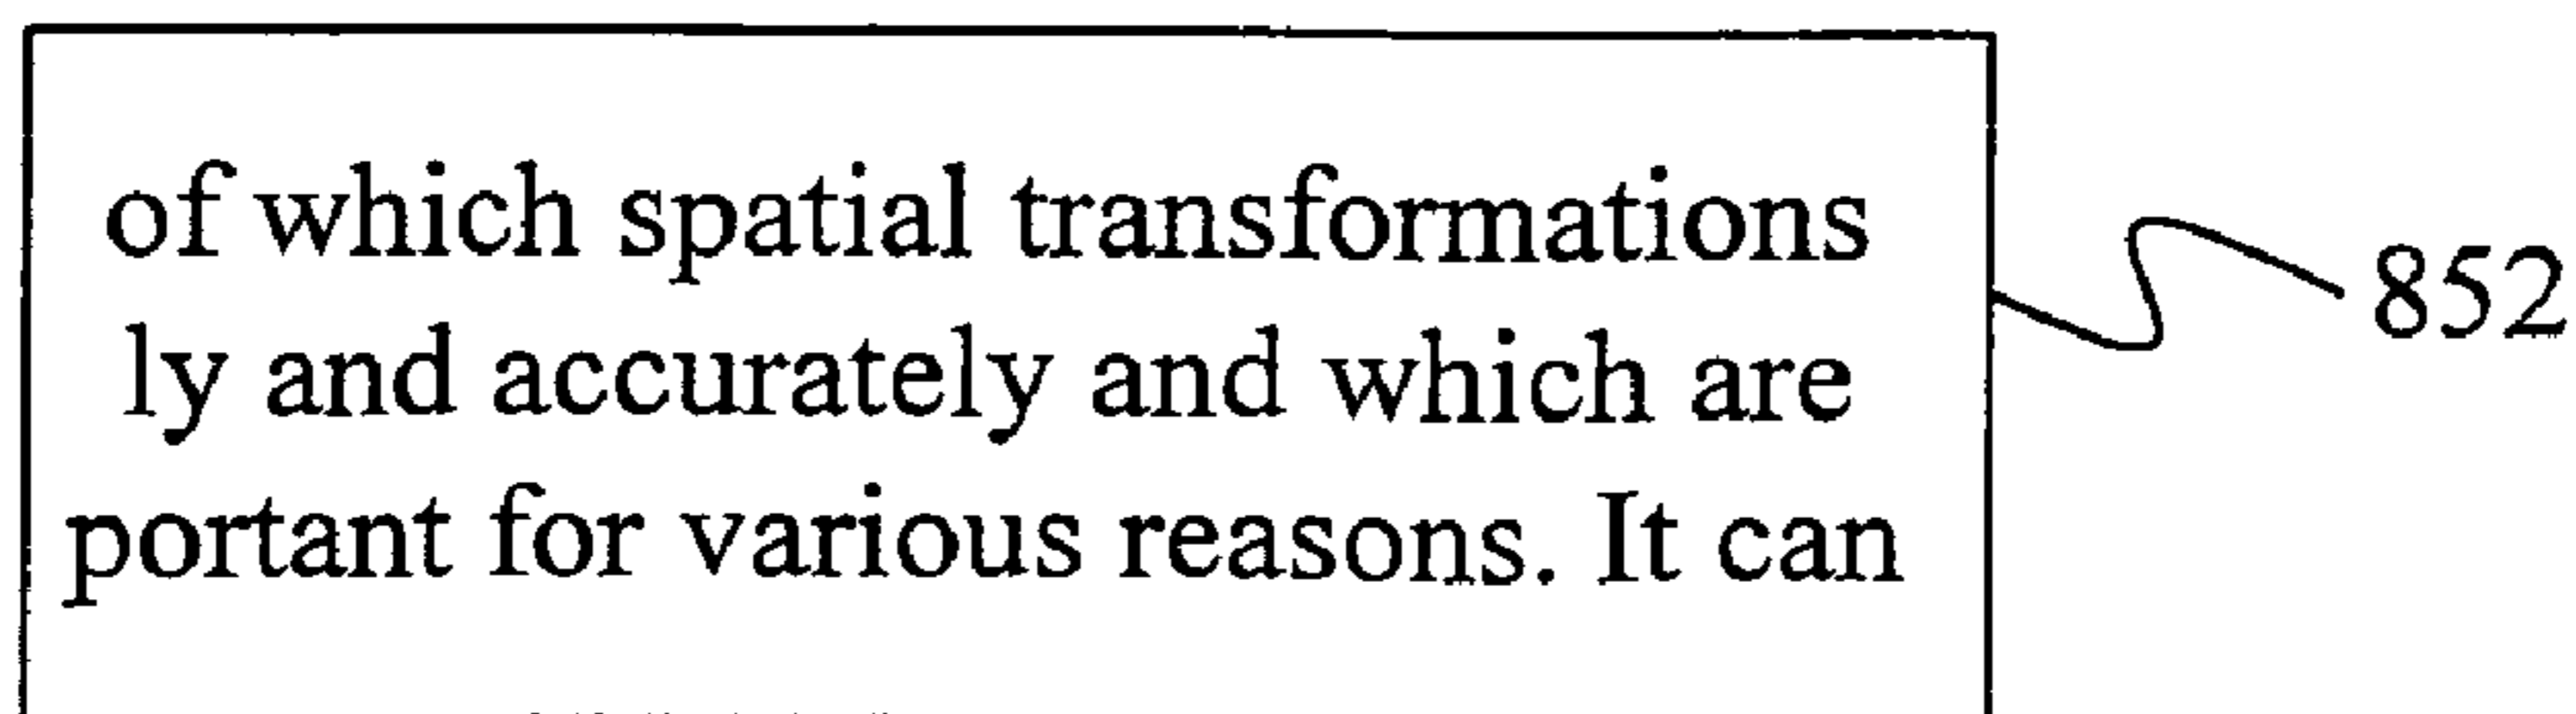 of which spatial transformations
ly and accurately and which are
portant for various reasons. It can
852